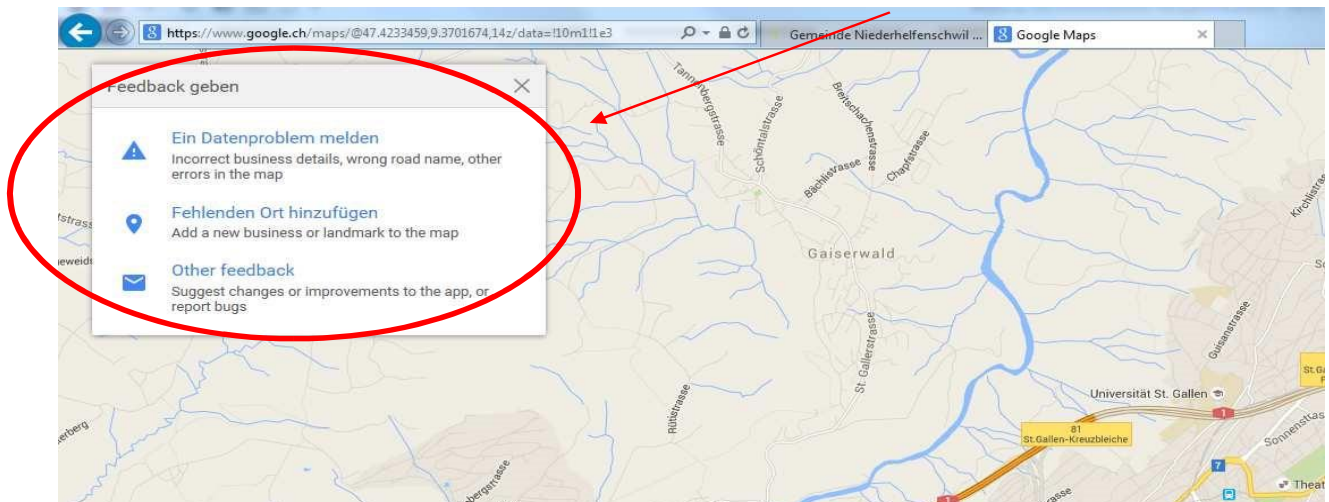 https://www.google.ch/maps/@47.4233459,9.3701674,14z/data=!10m1!1e3
Gemeinde Niederhelfenschwil ...
Google Maps
Feedback geben
Ein Datenproblem melden
Incorrect business details, wrong road name, other
errors in the map
Fehlenden Ort hinzufügen
Add a new business or landmark to the map
Other feedback
Suggest changes or improvements to the app, or
report bugs
Tannenbergstrasse
Schöntalstrasse
Breitschachenstrasse
Chapfstrasse
Gaiserwald
St. Gallerstrasse
Rütistrasse
Guisanstrasse
Universität St. Gallen
1
81
St.Gallen-Kreuzbleiche
1
7